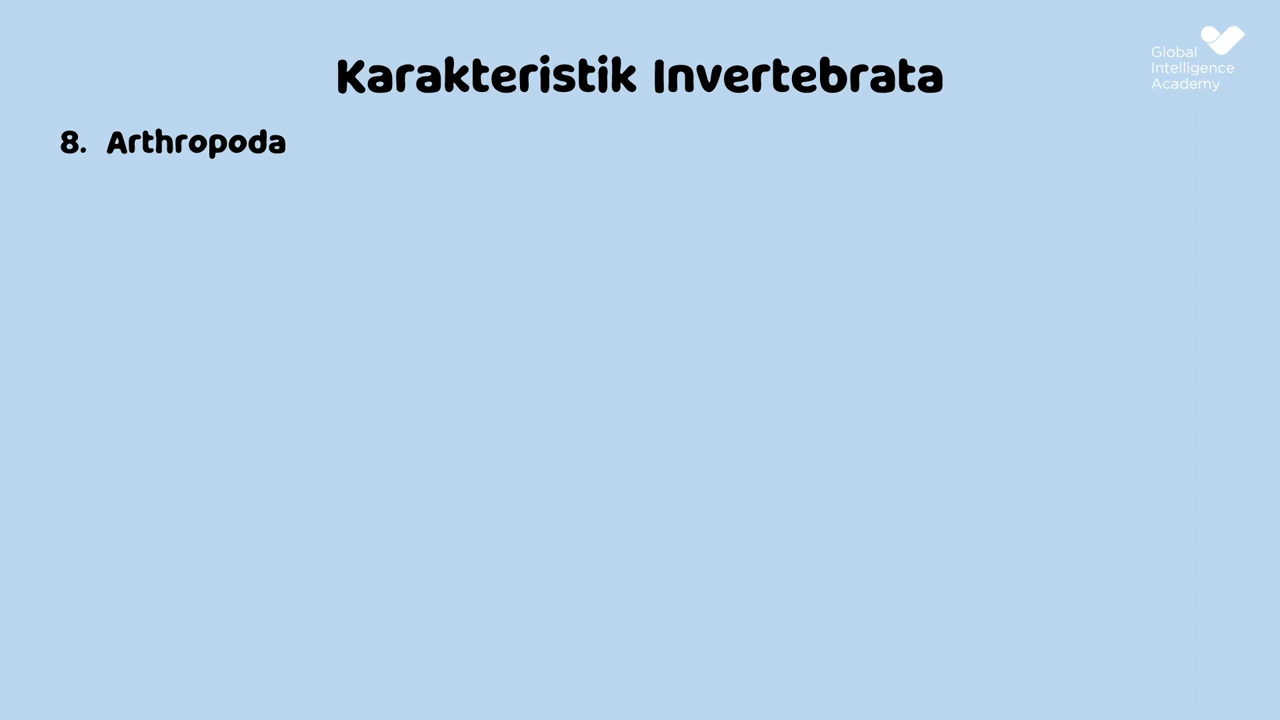 Karakteristik Invertebrata
Global
Intelligence
Academy
8. Arthropoda